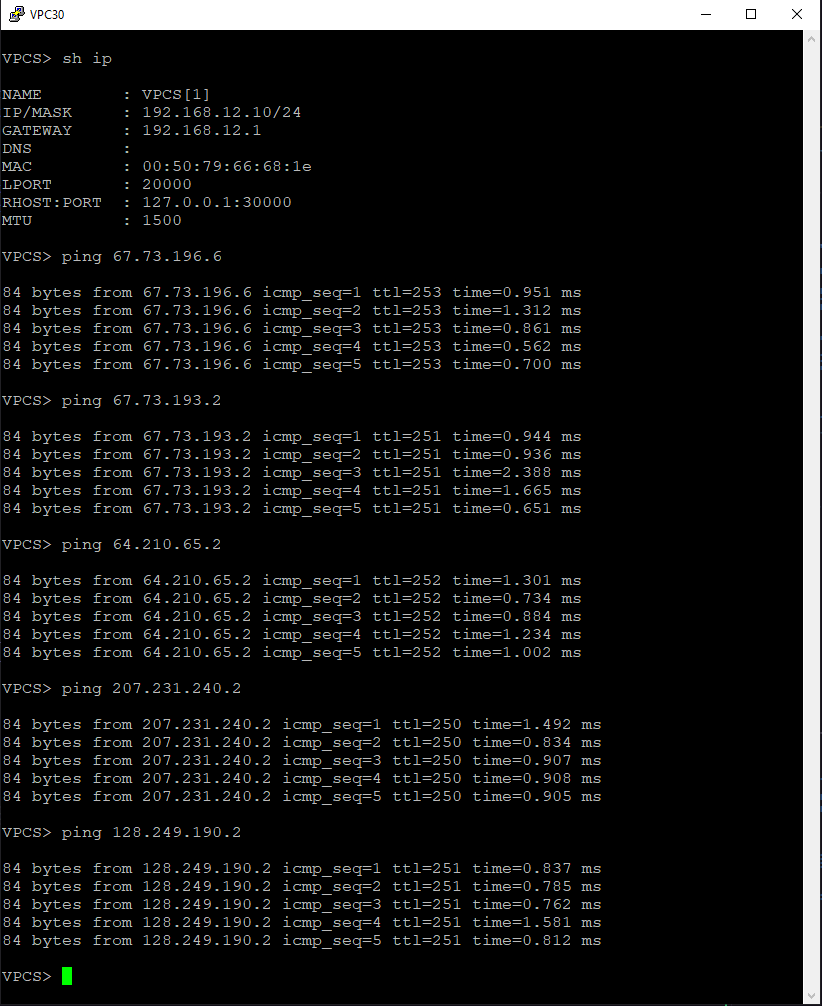 VPC30
VPCS> sh ip
NAME        : VPCS[1]
IP/MASK     : 192.168.12.10/24
GATEWAY     : 192.168.12.1
DNS         :
MAC         : 00:50:79:66:68:1e
LPORT       : 20000
RHOST:PORT  : 127.0.0.1:30000
MTU         : 1500
VPCS> ping 67.73.196.6
84 bytes from 67.73.196.6 icmp_seq=1 ttl=253 time=0.951 ms
84 bytes from 67.73.196.6 icmp_seq=2 ttl=253 time=1.312 ms
84 bytes from 67.73.196.6 icmp_seq=3 ttl=253 time=0.861 ms
84 bytes from 67.73.196.6 icmp_seq=4 ttl=253 time=0.562 ms
84 bytes from 67.73.196.6 icmp_seq=5 ttl=253 time=0.700 ms
VPCS> ping 67.73.193.2
84 bytes from 67.73.193.2 icmp_seq=1 ttl=251 time=0.944 ms
84 bytes from 67.73.193.2 icmp_seq=2 ttl=251 time=0.936 ms
84 bytes from 67.73.193.2 icmp_seq=3 ttl=251 time=2.388 ms
84 bytes from 67.73.193.2 icmp_seq=4 ttl=251 time=1.665 ms
84 bytes from 67.73.193.2 icmp_seq=5 ttl=251 time=0.651 ms
VPCS> ping 64.210.65.2
84 bytes from 64.210.65.2 icmp_seq=1 ttl=252 time=1.301 ms
84 bytes from 64.210.65.2 icmp_seq=2 ttl=252 time=0.734 ms
84 bytes from 64.210.65.2 icmp_seq=3 ttl=252 time=0.884 ms
84 bytes from 64.210.65.2 icmp_seq=4 ttl=252 time=1.234 ms
84 bytes from 64.210.65.2 icmp_seq=5 ttl=252 time=1.002 ms
VPCS> ping 207.231.240.2
84 bytes from 207.231.240.2 icmp_seq=1 ttl=250 time=1.492 ms
84 bytes from 207.231.240.2 icmp_seq=2 ttl=250 time=0.834 ms
84 bytes from 207.231.240.2 icmp_seq=3 ttl=250 time=0.907 ms
84 bytes from 207.231.240.2 icmp_seq=4 ttl=250 time=0.908 ms
84 bytes from 207.231.240.2 icmp_seq=5 ttl=250 time=0.905 ms
VPCS> ping 128.249.190.2
84 bytes from 128.249.190.2 icmp_seq=1 ttl=251 time=0.837 ms
84 bytes from 128.249.190.2 icmp_seq=2 ttl=251 time=0.785 ms
84 bytes from 128.249.190.2 icmp_seq=3 ttl=251 time=0.762 ms
84 bytes from 128.249.190.2 icmp_seq=4 ttl=251 time=1.581 ms
84 bytes from 128.249.190.2 icmp_seq=5 ttl=251 time=0.812 ms
VPCS>